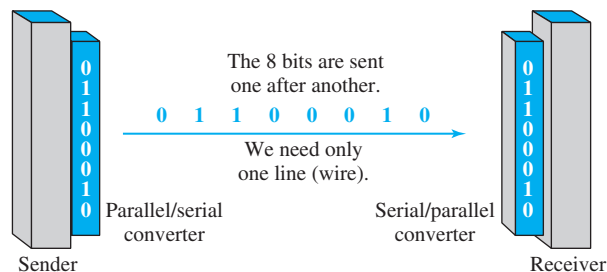 The 8 bits are sent
one after another.
0 1 1 0 0 0 1 0
We need only
one line (wire).
0
1
1
0
0
0
1
0
Parallel/serial
converter
Sender
0
1
1
0
0
0
1
0
Serial/parallel
converter
Receiver